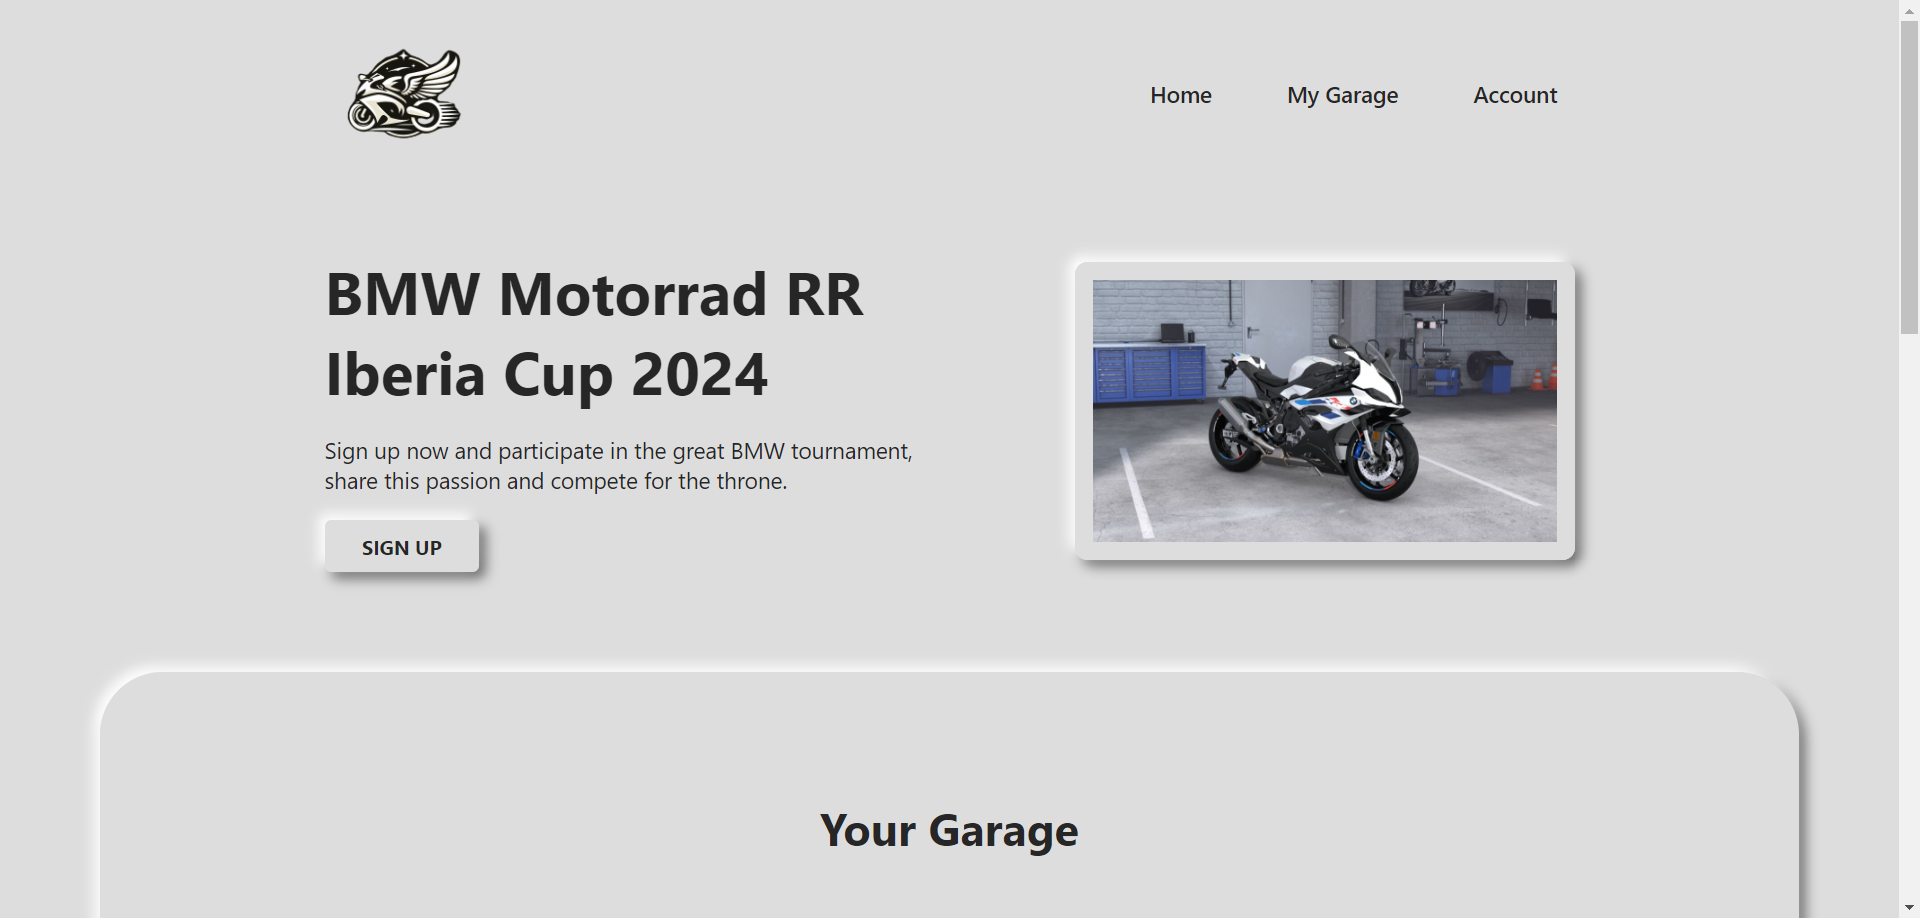 Home
My Garage
Account
BMW Motorrad RR
Iberia Cup 2024
Sign up now and participate in the great BMW tournament,
share this passion and compete for the throne.
SIGN UP
Your Garage